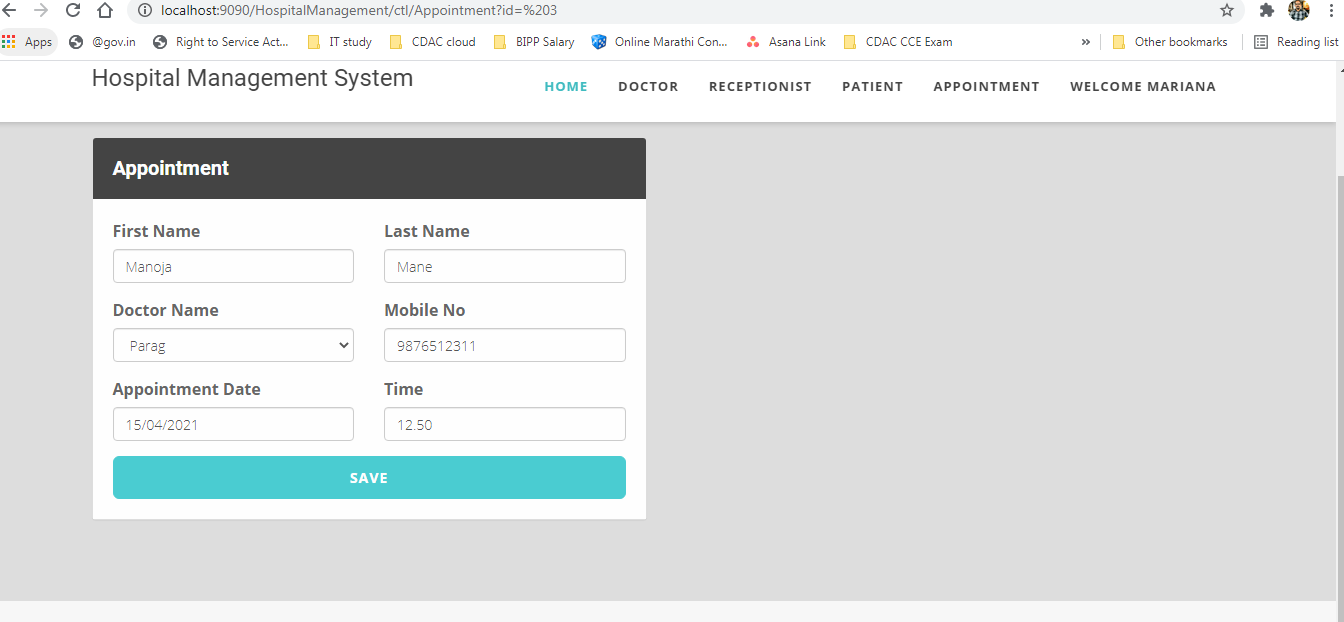 localhost:9090/HospitalManagement/ctl/Appointment?id=%203
Apps @gov.in Right to Service Act... IT study CDAC cloud BIPP Salary Online Marathi Con... Asana Link CDAC CCE Exam » Other bookmarks Reading list
Hospital Management System
HOME DOCTOR RECEPTIONIST PATIENT APPOINTMENT WELCOME MARIANA
Appointment
First Name Last Name
Manoja Mane
Doctor Name Mobile No
Parag 9876512311
Appointment Date Time
15/04/2021 12.50
SAVE